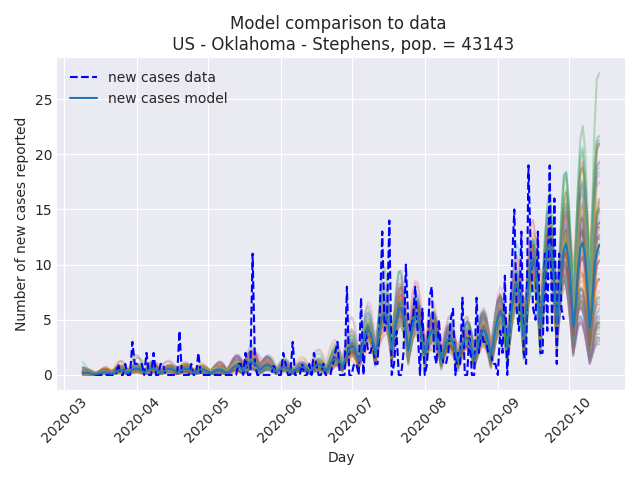 Model comparison to data
US - Oklahoma - Stephens, pop. = 43143
new cases data
new cases model
Number of new cases reported
25
20
15
10
5
0
2020-03
2020-04
2020-05
2020-06
2020-07
2020-08
2020-09
2020-10
Day